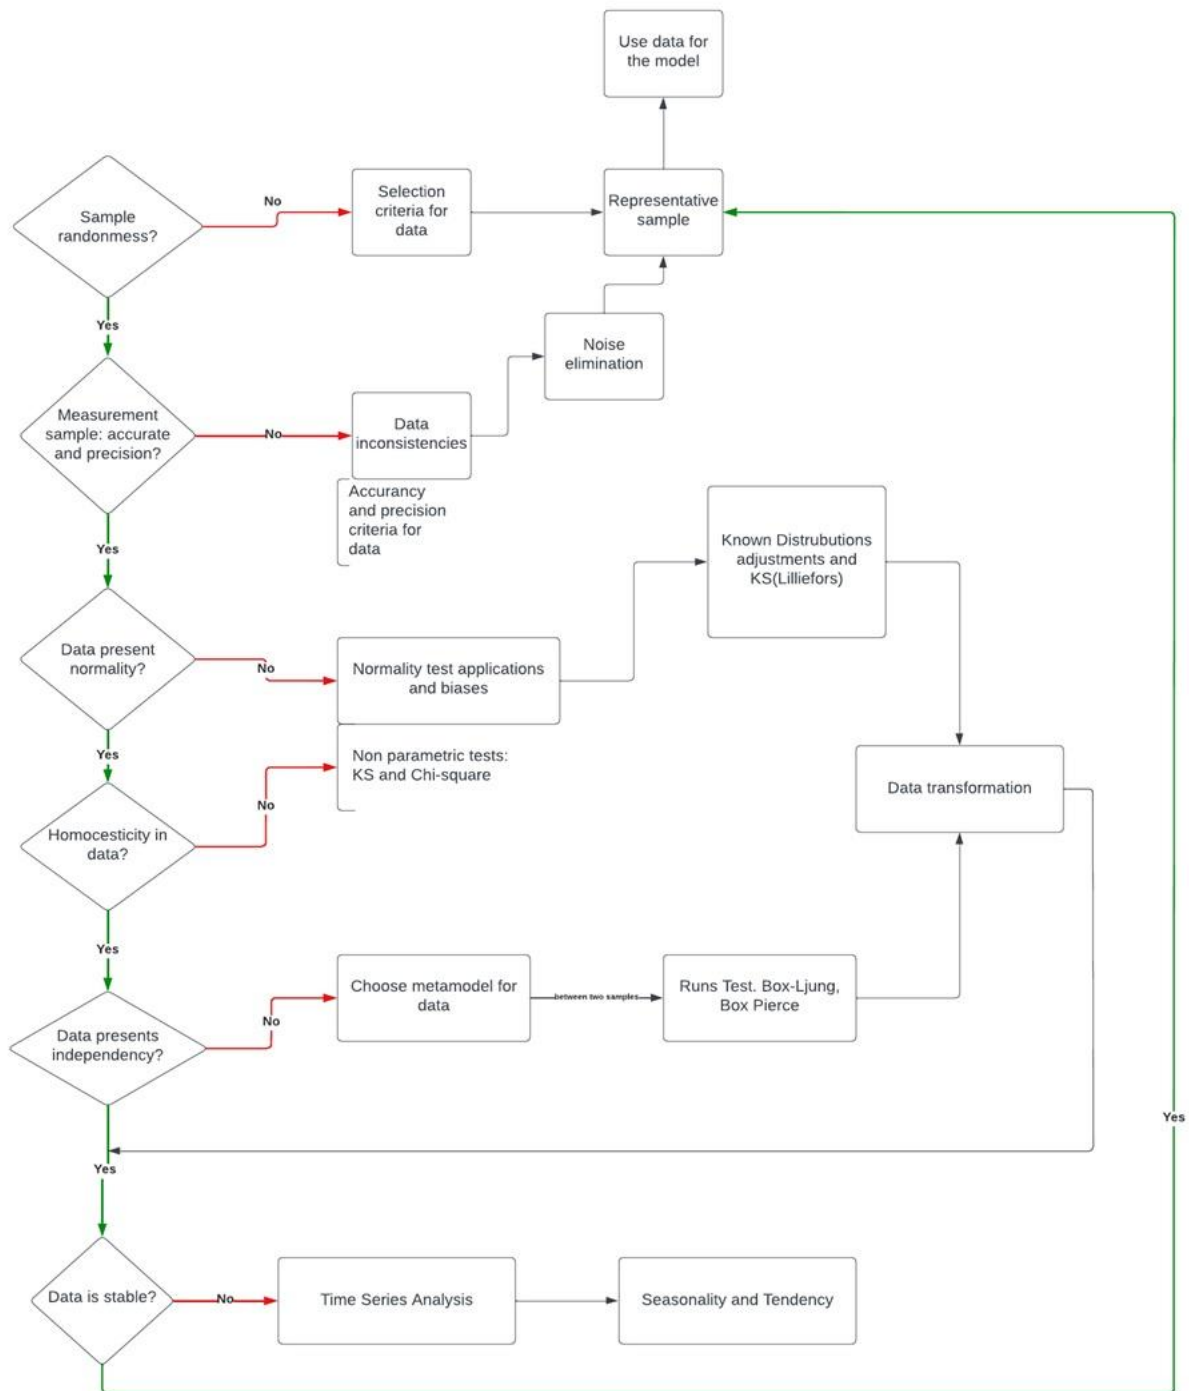 Use data for
the model
Sample
randonmess?
No
Selection
criteria for
data
Representative
sample
Yes
Noise
elimination
Measurement
sample: accurate
and precision?
No
Data
inconsistencies
Accurancy
and precision
criteria for
data
Yes
Known Distrubutions
adjustments and
KS(Lilliefors)
Data present
normality?
No
Normality test applications
and biases
Yes
Non parametric tests:
KS and Chi-square
Data transformation
Homocesticity in
data?
No
Yes
Choose metamodel for
data
between two samples
Runs Test. Box-Ljung,
Box Pierce
Data presents
independency?
No
Yes
Yes
Data is stable?
No
Time Series Analysis
Seasonality and Tendency